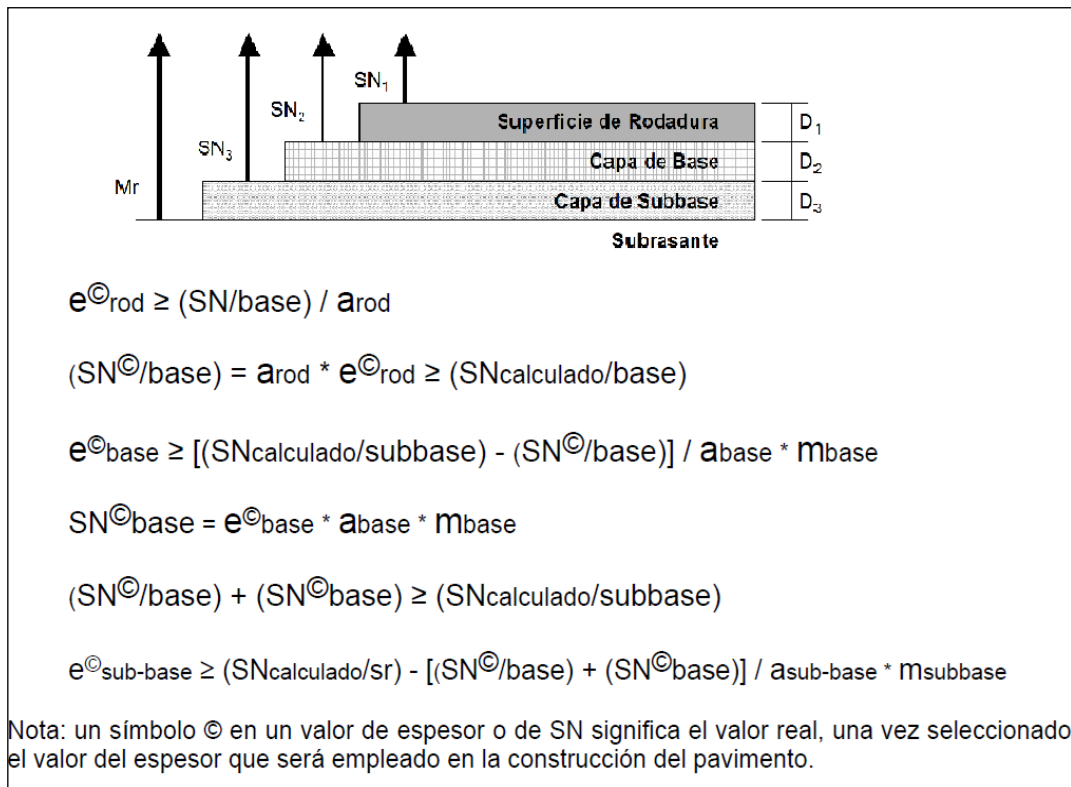 SN₁
SN₂
SN₃
Mr
Superficie de Rodadura
D₁
Capa de Base
D₂
Capa de Subbase
D₃
Subrasante
e©rod ≥ (SN/base) / arod
(SN©/base) = arod * e©rod ≥ (SNcalculado/base)
e©base ≥ [(SNcalculado/subbase) - (SN©/base)] / abase * mbase
SN©base = e©base * abase * mbase
(SN©/base) + (SN©base) ≥ (SNcalculado/subbase)
e©sub-base ≥ (SNcalculado/sr) - [(SN©/base) + (SN©base)] / asub-base * msubbase
Nota: un símbolo © en un valor de espesor o de SN significa el valor real, una vez seleccionado
el valor del espesor que será empleado en la construcción del pavimento.